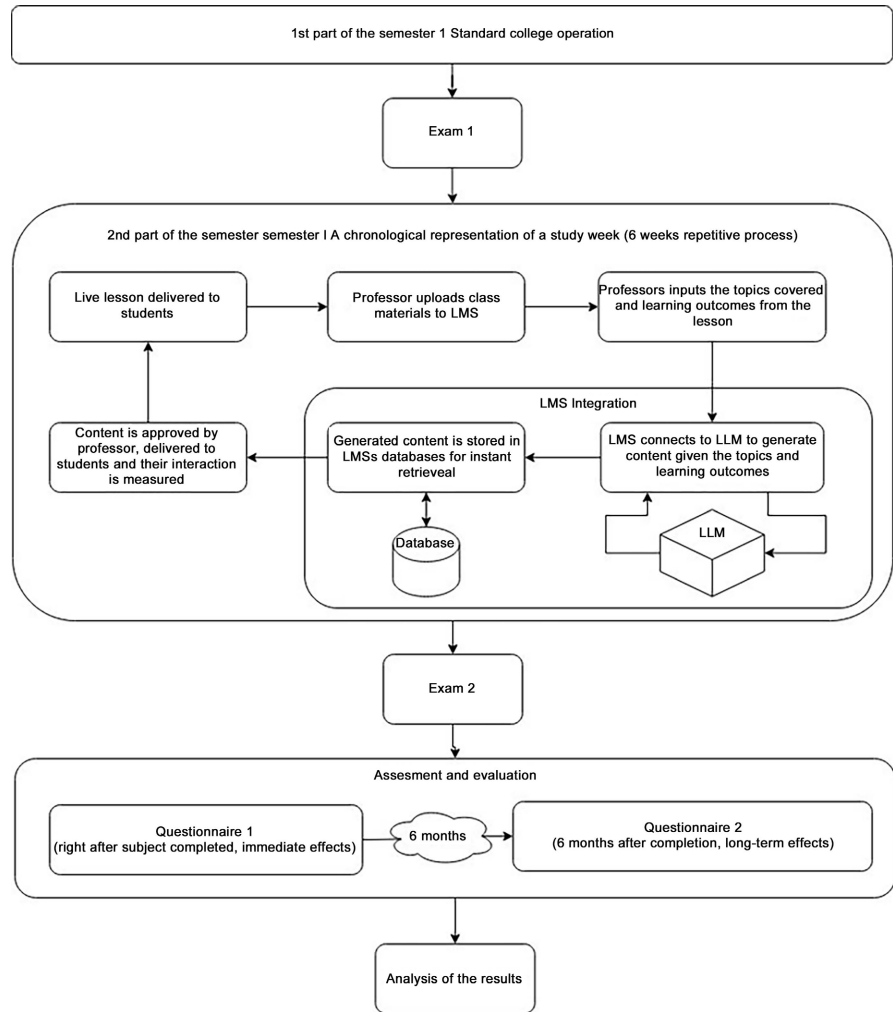 1st part of the semester 1 Standard college operation
Exam 1
2nd part of the semester semester I A chronological representation of a study week (6 weeks repetitive process)
Live lesson delivered to
students
Professor uploads class
materials to LMS
Professors inputs the topics covered
and learning outcomes from the
lesson
LMS Integration
Content is approved by
professor, delivered to
students and their interaction
is measured
Generated content is stored in
LMSs databases for instant
retrieveal
LMS connects to LLM to generate
content given the topics and
learning outcomes
Database
LLM
Exam 2
Assesment and evaluation
Questionnaire 1
(right after subject completed, immediate effects)
6 months
Questionnaire 2
(6 months after completion, long-term effects)
Analysis of the results